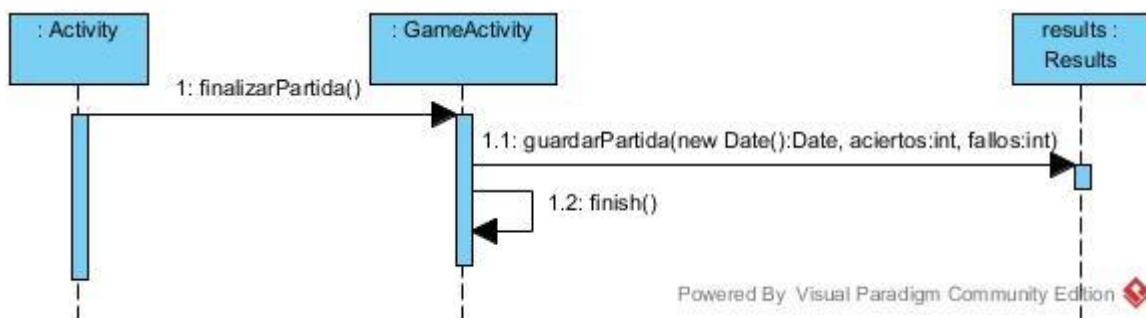 : Activity
: GameActivity
results :
Results
1: finalizarPartida()
1.1: guardarPartida(new Date():Date, aciertos:int, fallos:int)
1.2: finish()
Powered By Visual Paradigm Community Edition